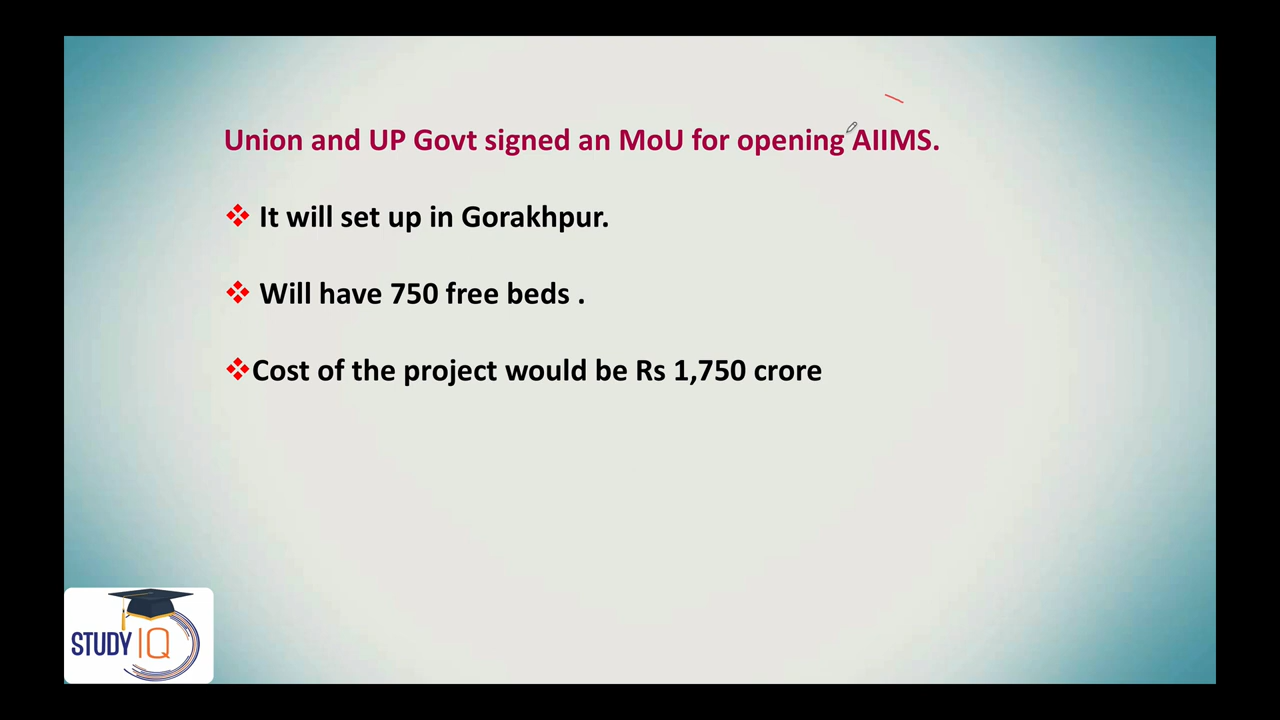 Union and UP Govt signed an MoU for opening AIIMS.
It will set up in Gorakhpur.
Will have 750 free beds .
Cost of the project would be Rs 1,750 crore
STUDY IQ